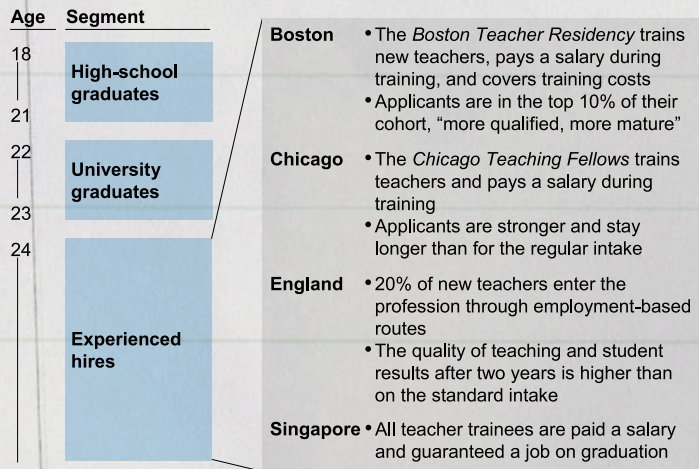 Age Segment
18
High-school
graduates
21
22
University
graduates
23
24
Experienced
hires
Boston • The Boston Teacher Residency trains
new teachers, pays a salary during
training, and covers training costs
• Applicants are in the top 10% of their
cohort, “more qualified, more mature”
Chicago • The Chicago Teaching Fellows trains
teachers and pays a salary during
training
• Applicants are stronger and stay
longer than for the regular intake
England • 20% of new teachers enter the
profession through employment-based
routes
• The quality of teaching and student
results after two years is higher than
on the standard intake
Singapore • All teacher trainees are paid a salary
and guaranteed a job on graduation